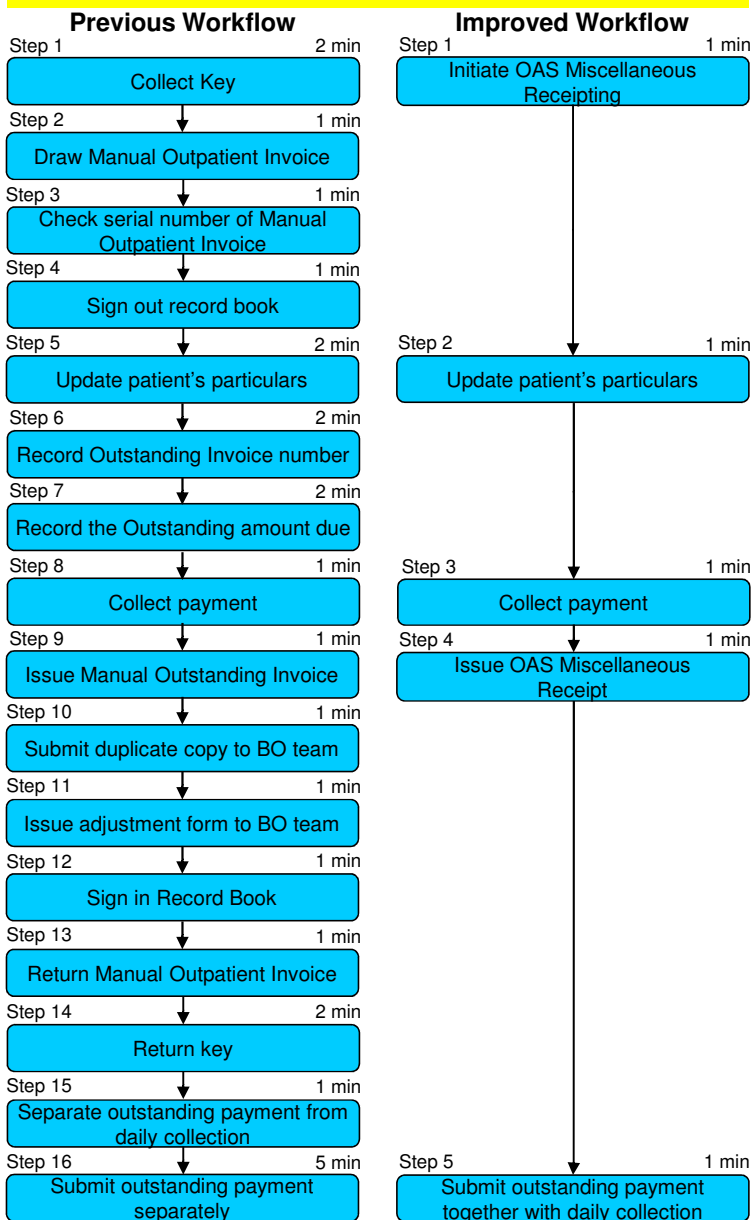 Previous Workflow
Step 1 2 min
Collect Key
Step 2 1 min
Draw Manual Outpatient Invoice
Step 3 1 min
Check serial number of Manual
Outpatient Invoice
Step 4 1 min
Sign out record book
Step 5 2 min
Update patient's particulars
Step 6 2 min
Record Outstanding Invoice number
Step 7 2 min
Record the Outstanding amount due
Step 8 1 min
Collect payment
Step 9 1 min
Issue Manual Outstanding Invoice
Step 10 1 min
Submit duplicate copy to BO team
Step 11 1 min
Issue adjustment form to BO team
Step 12 1 min
Sign in Record Book
Step 13 1 min
Return Manual Outpatient Invoice
Step 14 2 min
Return key
Step 15 1 min
Separate outstanding payment from
daily collection
Step 16 5 min
Submit outstanding payment
separately
Improved Workflow
Step 1 1 min
Initiate OAS Miscellaneous
Receipting
Step 2 1 min
Update patient's particulars
Step 3 1 min
Collect payment
Step 4 1 min
Issue OAS Miscellaneous
Receipt
Step 5 1 min
Submit outstanding payment
together with daily collection